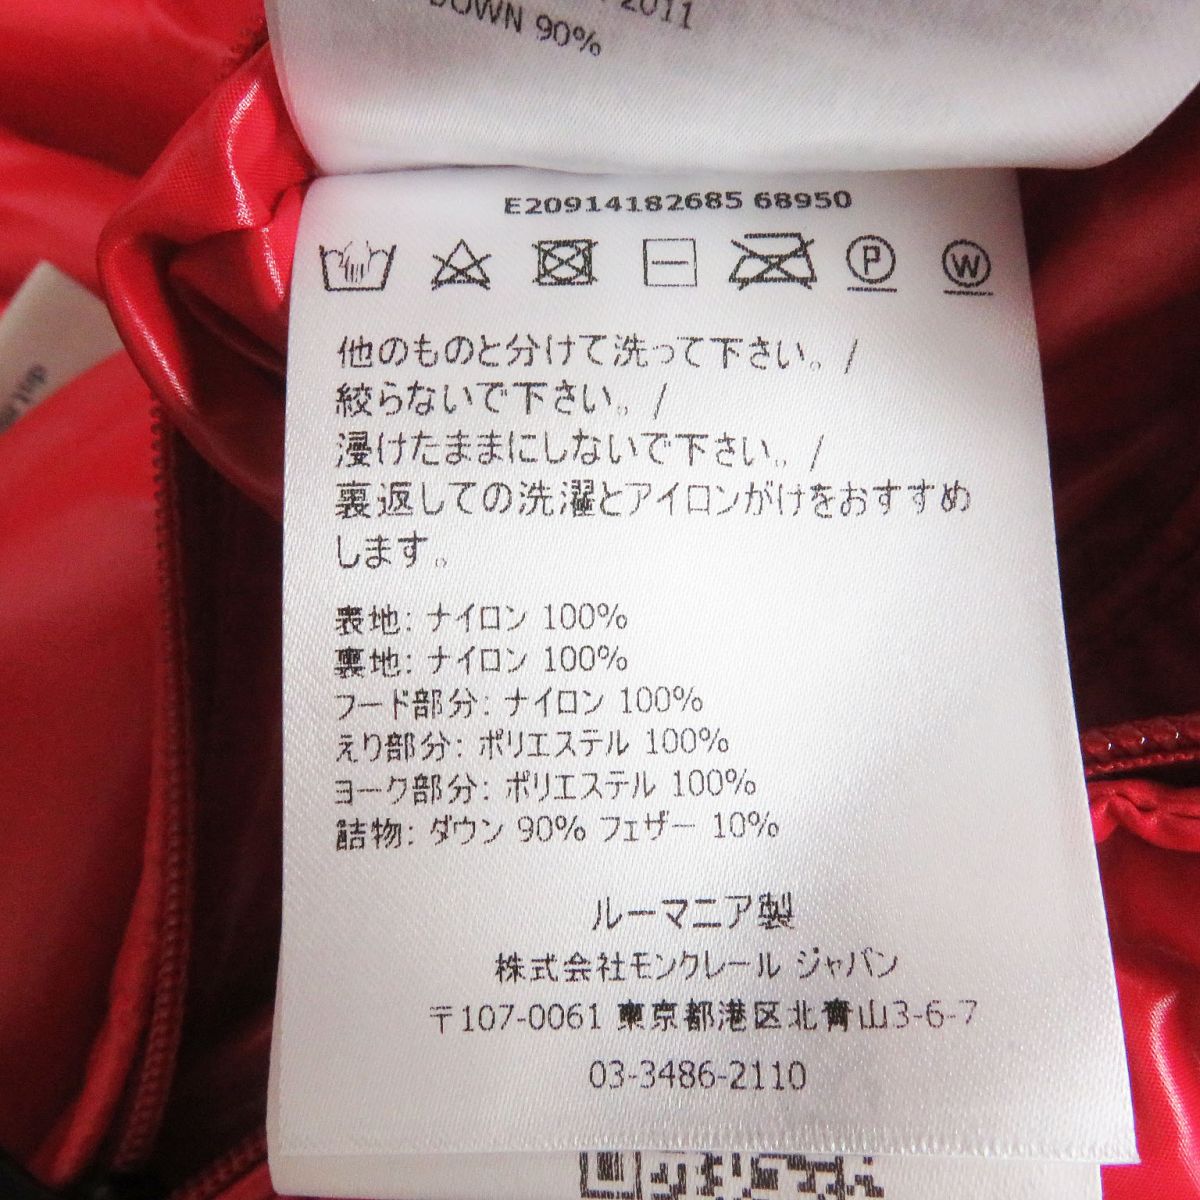 2011
DOWN 90%
E20914182685 68950
P
W
他のものと分けて洗って下さい。/
絞らないで下さい。/
浸けたままにしないで下さい。/
裏返しての洗濯とアイロンがけをおすすめ
します。
表地: ナイロン 100%
裏地: ナイロン 100%
フード部分: ナイロン 100%
えり部分: ポリエステル 100%
ヨーク部分: ポリエステル 100%
詰物: ダウン 90% フェザー 10%
ルーマニア製
株式会社モンクレール ジャパン
〒107-0061 東京都港区北青山3-6-7
03-3486-2110